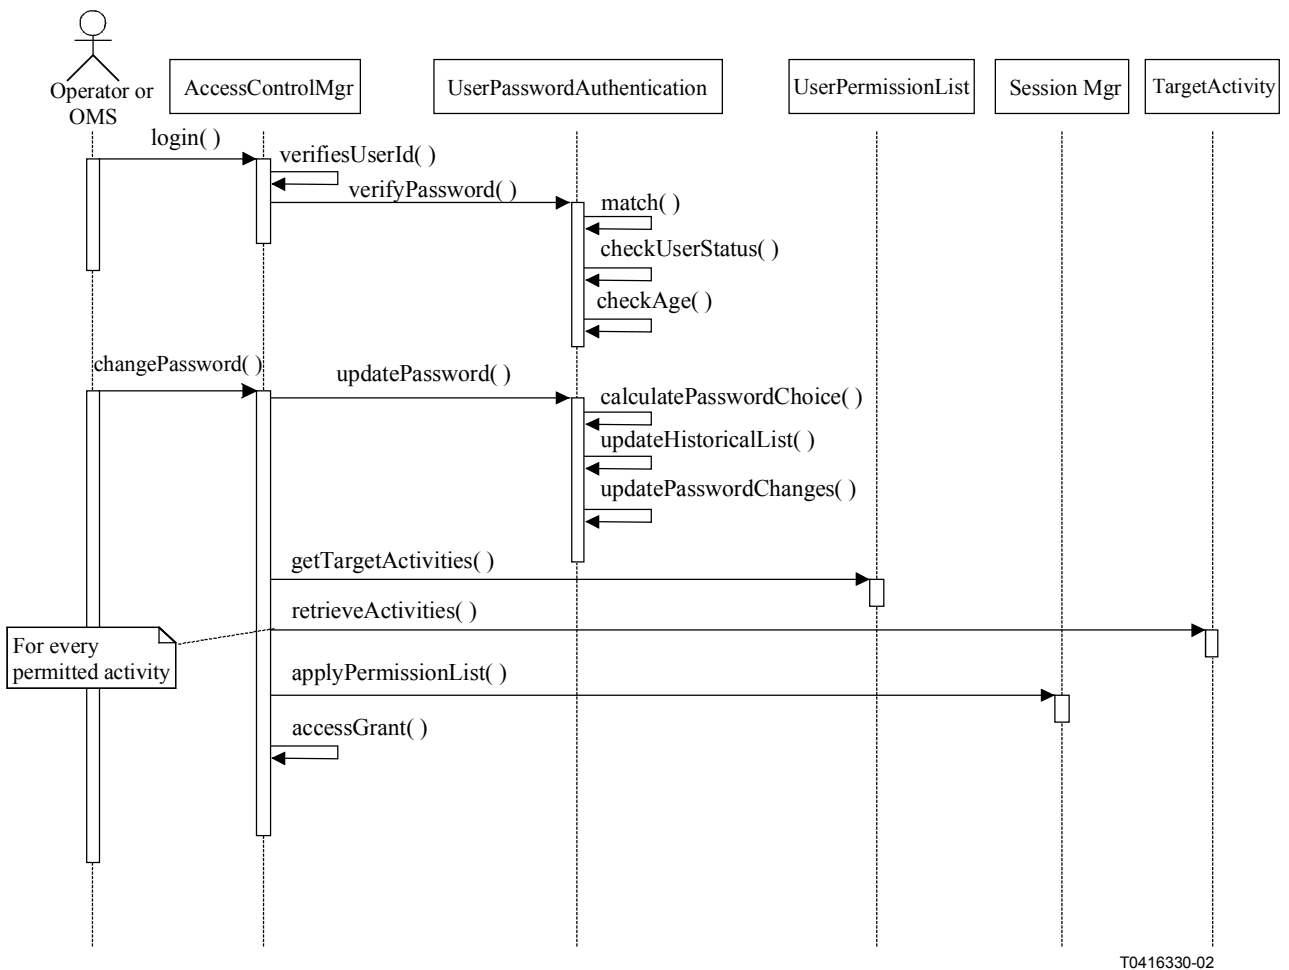 Operator or
OMS
AccessControlMgr
UserPasswordAuthentication
UserPermissionList
Session Mgr
TargetActivity
login( )
verifiesUserId( )
verifyPassword( )
match( )
checkUserStatus( )
checkAge( )
changePassword( )
updatePassword( )
calculatePasswordChoice( )
updateHistoricalList( )
updatePasswordChanges( )
getTargetActivities( )
retrieveActivities( )
For every
permitted activity
applyPermissionList( )
accessGrant( )
T0416330-02